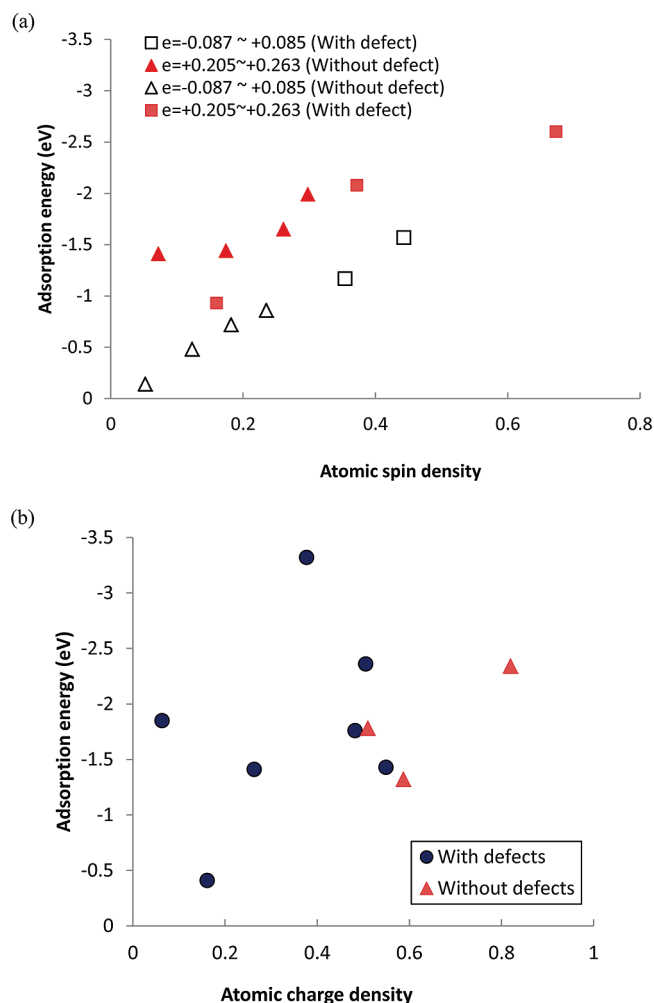 (a)
-3.5
-3
-2.5
-2
-1.5
-1
-0.5
0
Adsorption energy (eV)
e=-0.087 ~ +0.085 (With defect)
e=+0.205~+0.263 (Without defect)
e=-0.087 ~ +0.085 (Without defect)
e=+0.205~+0.263 (With defect)
0 0.2 0.4 0.6 0.8
Atomic spin density
(b)
-3.5
-3
-2.5
-2
-1.5
-1
-0.5
0
Adsorption energy (eV)
With defects
Without defects
0 0.2 0.4 0.6 0.8 1
Atomic charge density